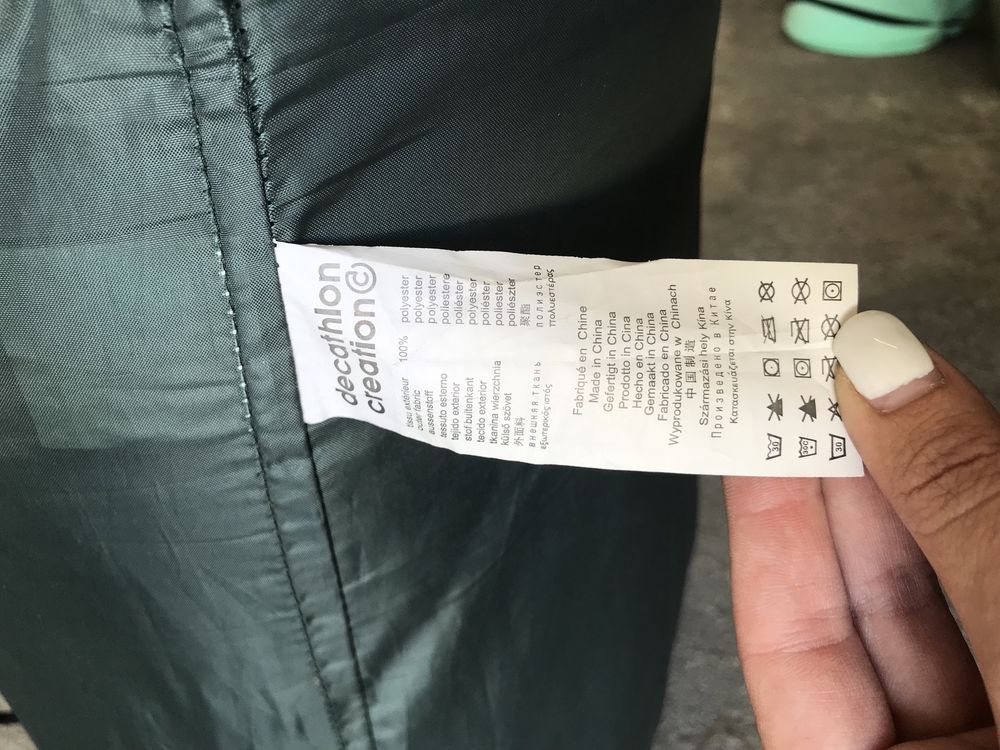 decathlon
creation
tissu extérieur 100% polyester
outer fabric polyester
aussenstoff polyester
tessuto esterno poliestere
tejido exterior poliéster
stof buitenkant polyester
tecido exterior poliéster
tkanina wierzchnia poliester
külső szövet poliészter
外面料 聚酯
внешняя ткань полиэстер
εξωτερικός ιστός πολυεστέρας
Fabriqué en Chine
Made in China
Gefertigt in China
Prodotto in Cina
Hecho en China
Gemaakt in China
Fabricado en China
Wyprodukowane w Chinach
中国制造
Származási hely Kína
Произведено в Китае
Κατασκευάζεται στην Κίνα
30
30C
30